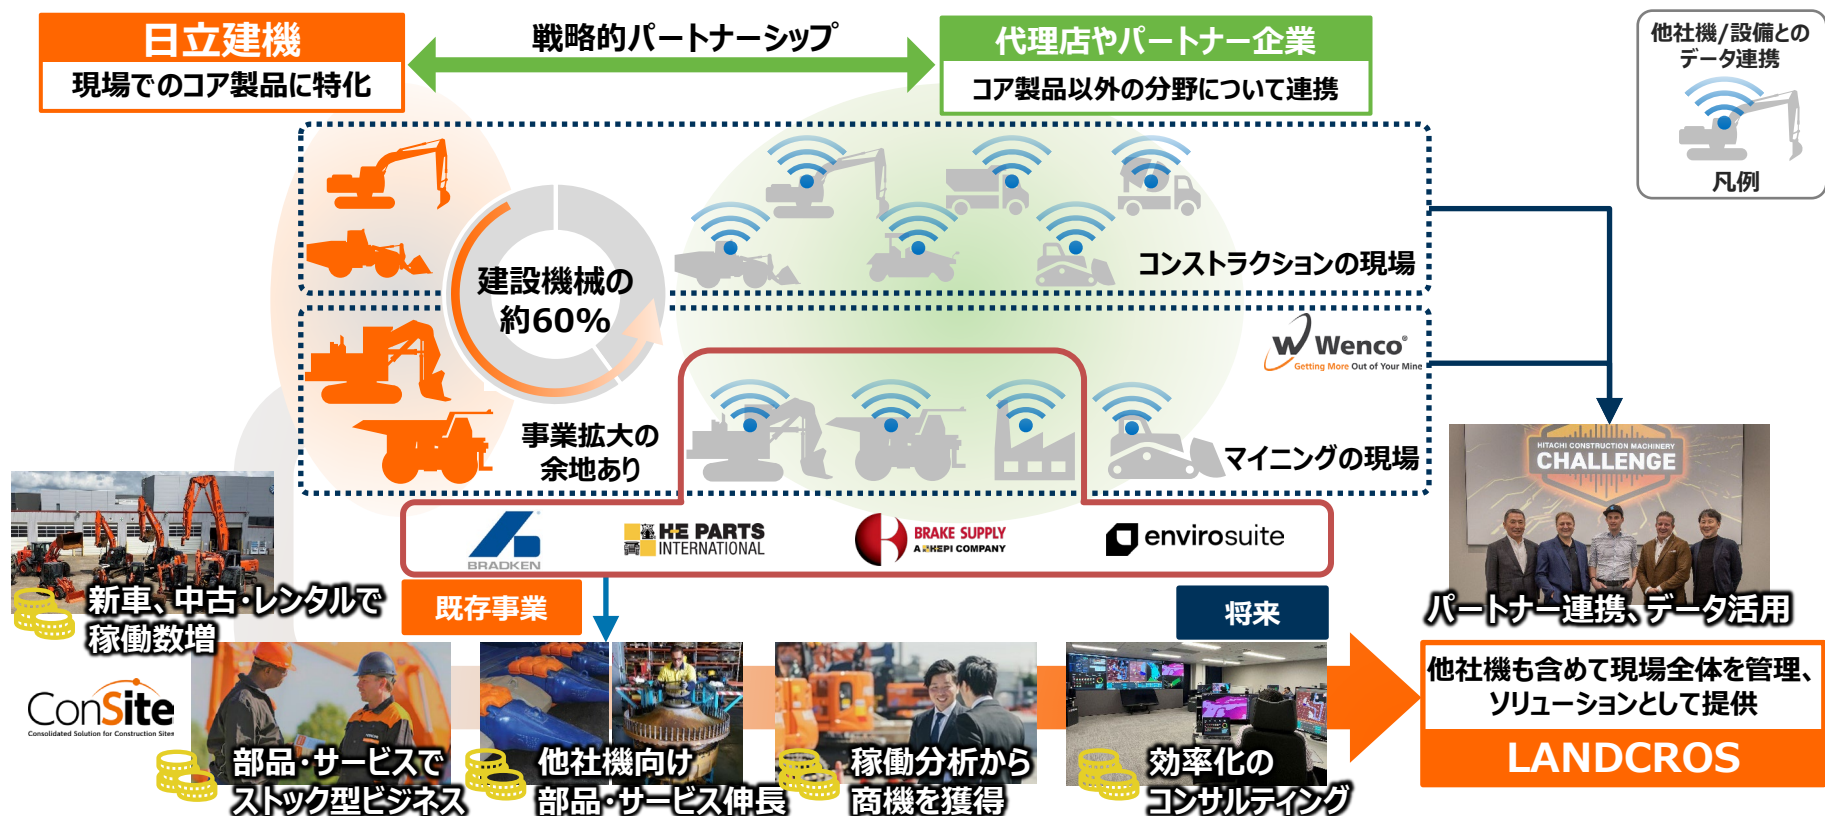 日立建機
現場でのコア製品に特化
戦略的パートナーシップ
代理店やパートナー企業
コア製品以外の分野について連携
他社機/設備との
データ連携
凡例
建設機械の
約60%
コンストラクションの現場
Wenco®
Getting More Out of Your Mine
事業拡大の
余地あり
マイニングの現場
HITACHI CONSTRUCTION MACHINERY
CHALLENGE
BRADKEN
H-E PARTS
INTERNATIONAL
BRAKE SUPPLY
A H-EPI COMPANY
envirosuite
新車、中古・レンタルで
稼働数増
既存事業
将来
パートナー連携、データ活用
ConSite
Consolidated Solution for Construction Sites
部品・サービスで
ストック型ビジネス
他社機向け
部品・サービス伸長
稼働分析から
商機を獲得
効率化の
コンサルティング
他社機も含めて現場全体を管理、
ソリューションとして提供
LANDCROS